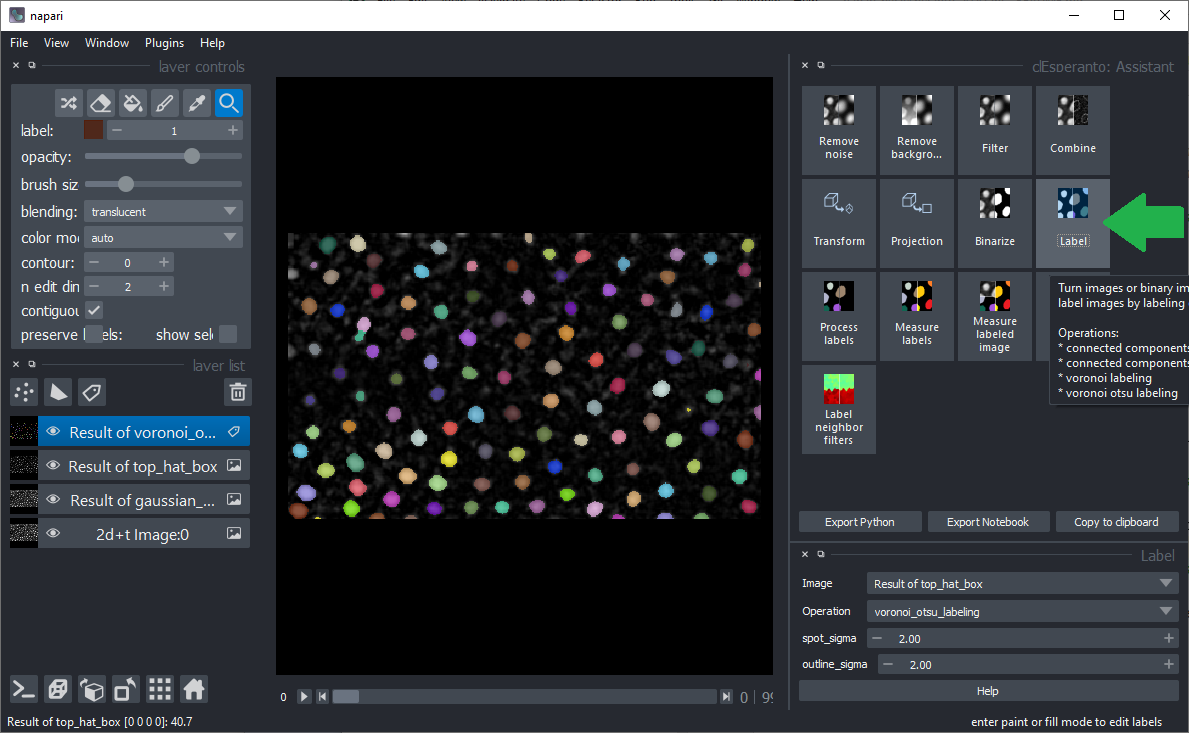 napari
File View Window Plugins Help
layer controls
label: 1
opacity:
brush siz
blending: translucent
color mo auto
contour: 0
n edit dim 2
contiguou
preserve els: show sel
layer list
Result of voronoi_o...
Result of top_hat_box
Result of gaussian_...
2d+t Image:0
0
0 | 99
Result of top_hat_box [0 0 0 0]: 40.7
clEsperanto: Assistant
Remove
noise
Remove
backgro...
Filter
Combine
Transform
Projection
Binarize
Label
Process
labels
Measure
labels
Measure
labeled
image
Label
neighbor
filters
Turn images or binary im
label images by labeling
Operations:
* connected components
* connected components
* voronoi labeling
* voronoi otsu labeling
Export Python
Export Notebook
Copy to clipboard
Label
Image Result of top_hat_box
Operation voronoi_otsu_labeling
spot_sigma 2.00
outline_sigma 2.00
Help
enter paint or fill mode to edit labels